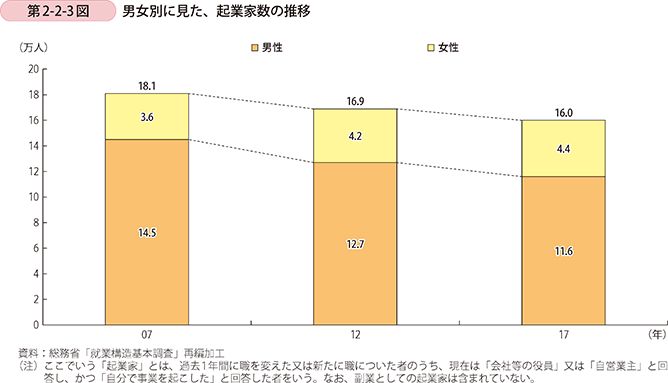 第2-2-3図 男女別に見た、起業家数の推移
(万人)
男性 女性
20
18
16
14
12
10
8
6
4
2
0
18.1
3.6
14.5
16.9
4.2
12.7
16.0
4.4
11.6
07 12 17 (年)
資料:総務省「就業構造基本調査」再編加工
(注)ここでいう「起業家」とは、過去1年間に職を変えた又は新たに職についた者のうち、現在は「会社等の役員」又は「自営業主」と回
答し、かつ「自分で事業を起こした」と回答した者をいう。なお、副業としての起業家は含まれていない。